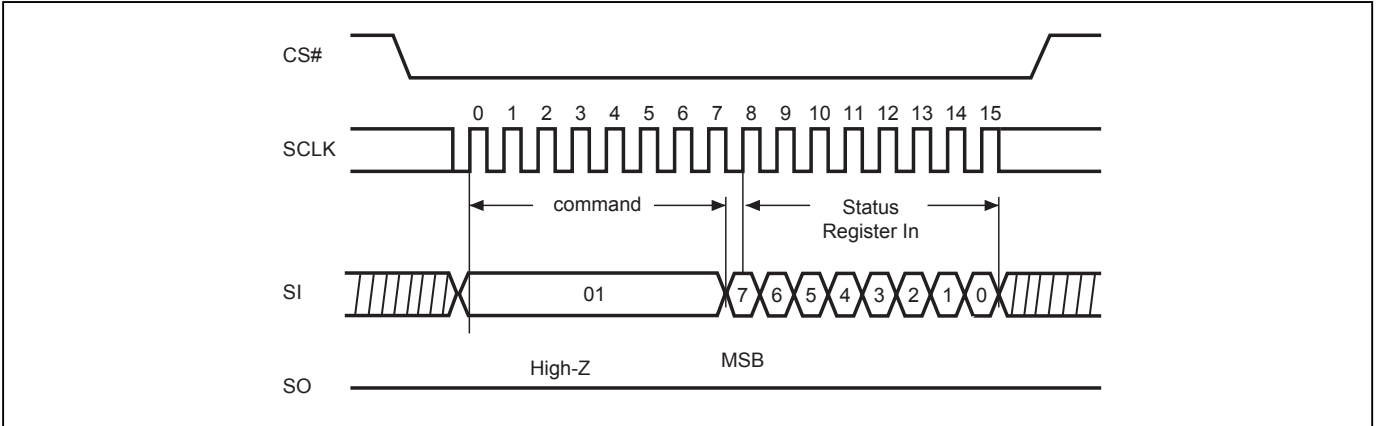 CS#
0 1 2 3 4 5 6 7 8 9 10 11 12 13 14 15
SCLK
command
Status
Register In
SI
01
7 6 5 4 3 2 1 0
High-Z
MSB
SO